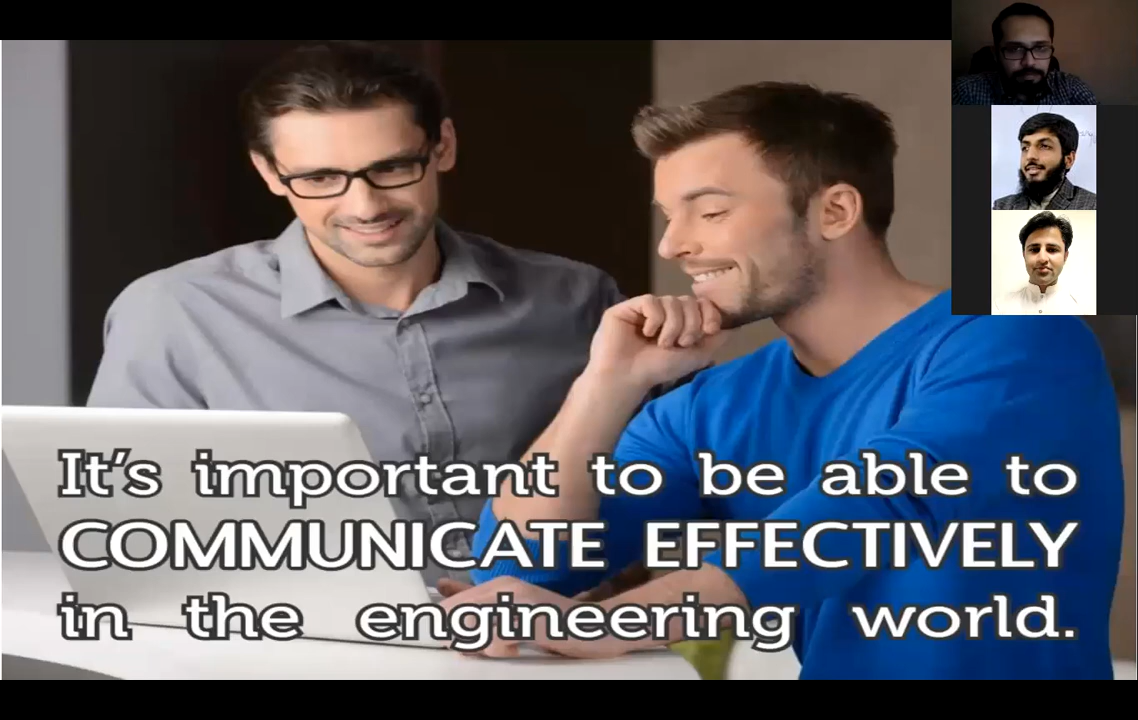 It's important to be able to
COMMUNICATE EFFECTIVELY
in the engineering world.